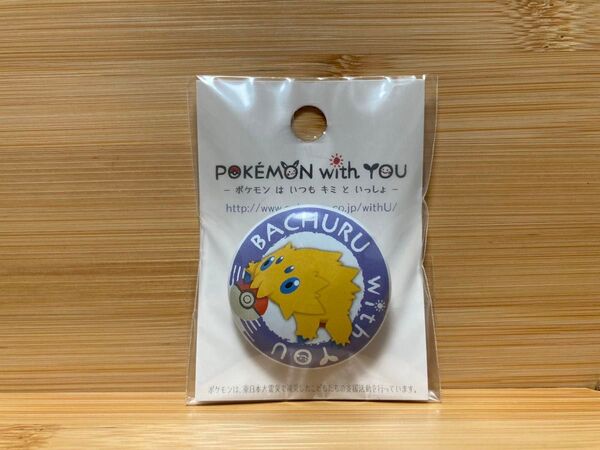 POKÉMON with YOU
－ ポケモン は いつも キミ と いっしょ －
http://www. co.jp/withU/
BACHURU with YOU
ポケモンは、東日本大震災で被災したこどもたちの支援活動を行っています。